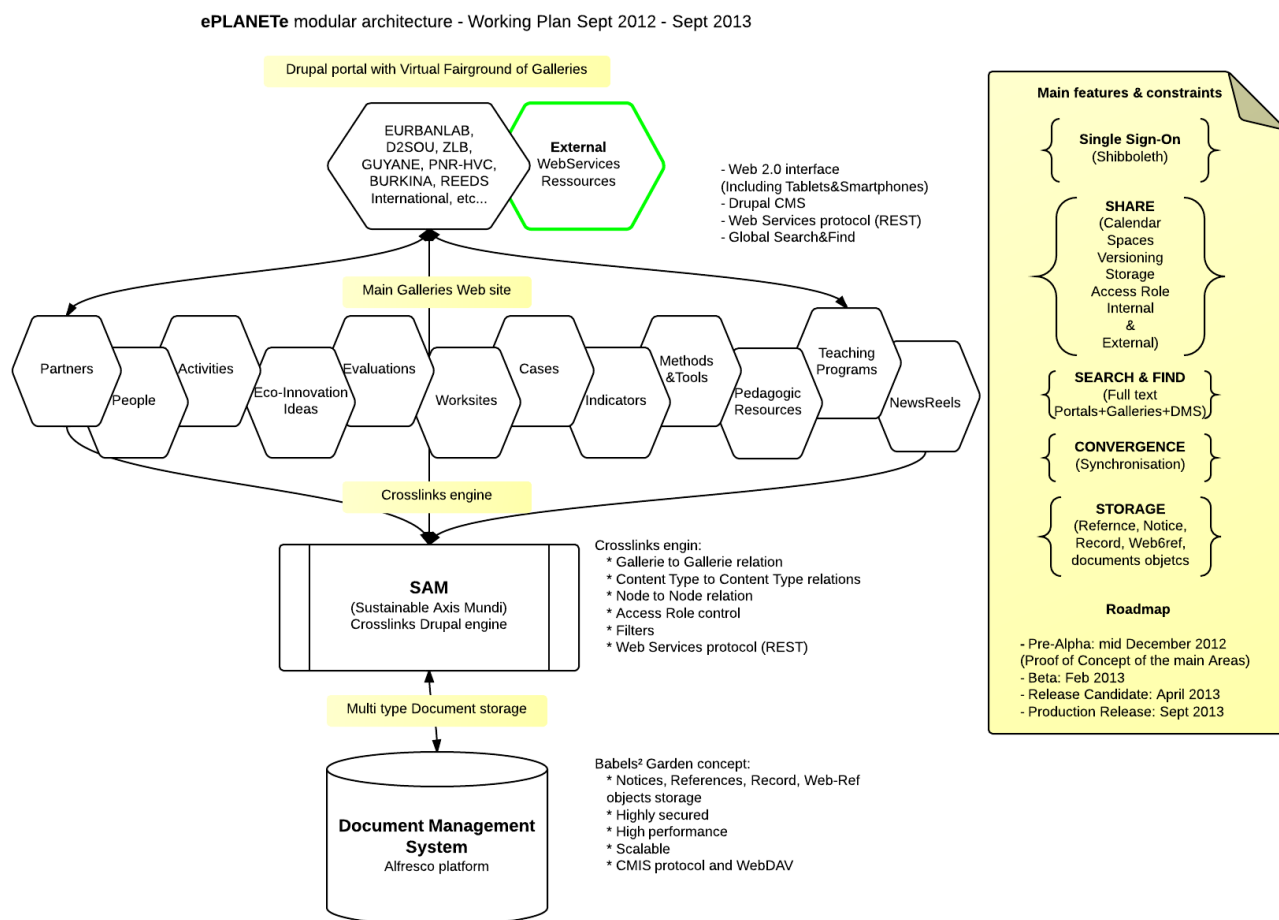 ePLANETe modular architecture - Working Plan Sept 2012 - Sept 2013
Drupal portal with Virtual Fairground of Galleries
EURBANLAB,
D2SOU, ZLB,
GUYANE, PNR-HVC,
BURKINA, REEDS
International, etc...
External
WebServices
Ressources
- Web 2.0 interface
(Including Tablets&Smartphones)
- Drupal CMS
- Web Services protocol (REST)
- Global Search&Find
Main Galleries Web site
Partners
People
Activities
Eco-Innovation
Ideas
Evaluations
Worksites
Cases
Indicators
Methods
&Tools
Pedagogic
Resources
Teaching
Programs
NewsReels
Crosslinks engine
SAM
(Sustainable Axis Mundi)
Crosslinks Drupal engine
Crosslinks engin:
* Gallerie to Gallerie relation
* Content Type to Content Type relations
* Node to Node relation
* Access Role control
* Filters
* Web Services protocol (REST)
Multi type Document storage
Document Management
System
Alfresco platform
Babels² Garden concept:
* Notices, References, Record, Web-Ref
objects storage
* Highly secured
* High performance
* Scalable
* CMIS protocol and WebDAV
Main features & constraints
Single Sign-On
(Shibboleth)
SHARE
(Calendar
Spaces
Versioning
Storage
Access Role
Internal
&
External)
SEARCH & FIND
(Full text
Portals+Galleries+DMS)
CONVERGENCE
(Synchronisation)
STORAGE
(Refernce, Notice,
Record, Web6ref,
documents objetcs
Roadmap
- Pre-Alpha: mid December 2012
(Proof of Concept of the main Areas)
- Beta: Feb 2013
- Release Candidate: April 2013
- Production Release: Sept 2013